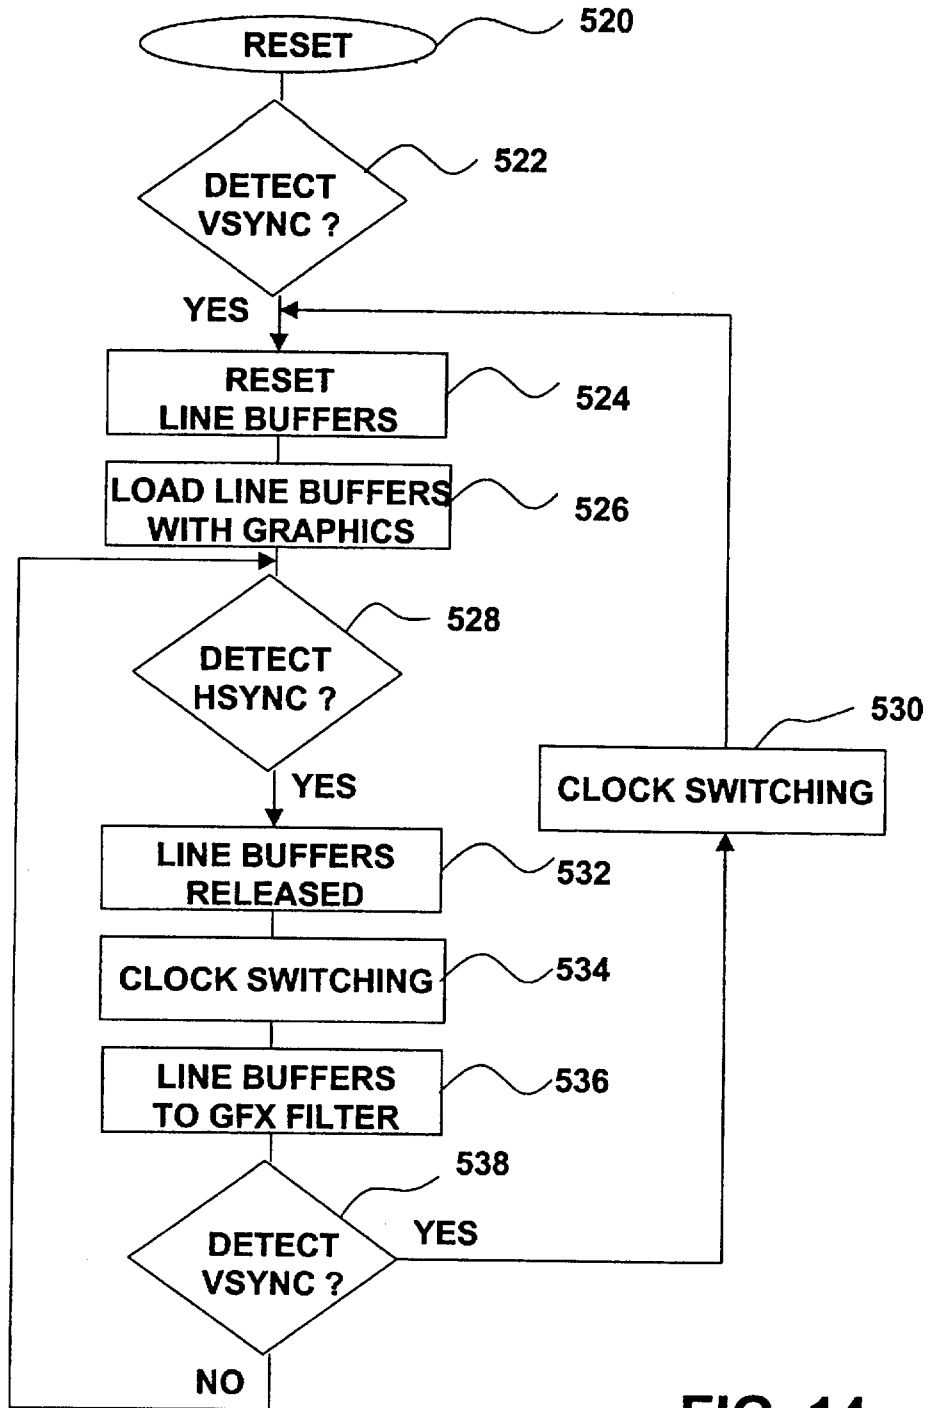 RESET
520
DETECT
VSYNC ?
522
YES
RESET
LINE BUFFERS
524
LOAD LINE BUFFERS
WITH GRAPHICS
526
DETECT
HSYNC ?
528
YES
CLOCK SWITCHING
530
LINE BUFFERS
RELEASED
532
CLOCK SWITCHING
534
LINE BUFFERS
TO GFX FILTER
536
DETECT
VSYNC ?
538
YES
NO
FIG. 14